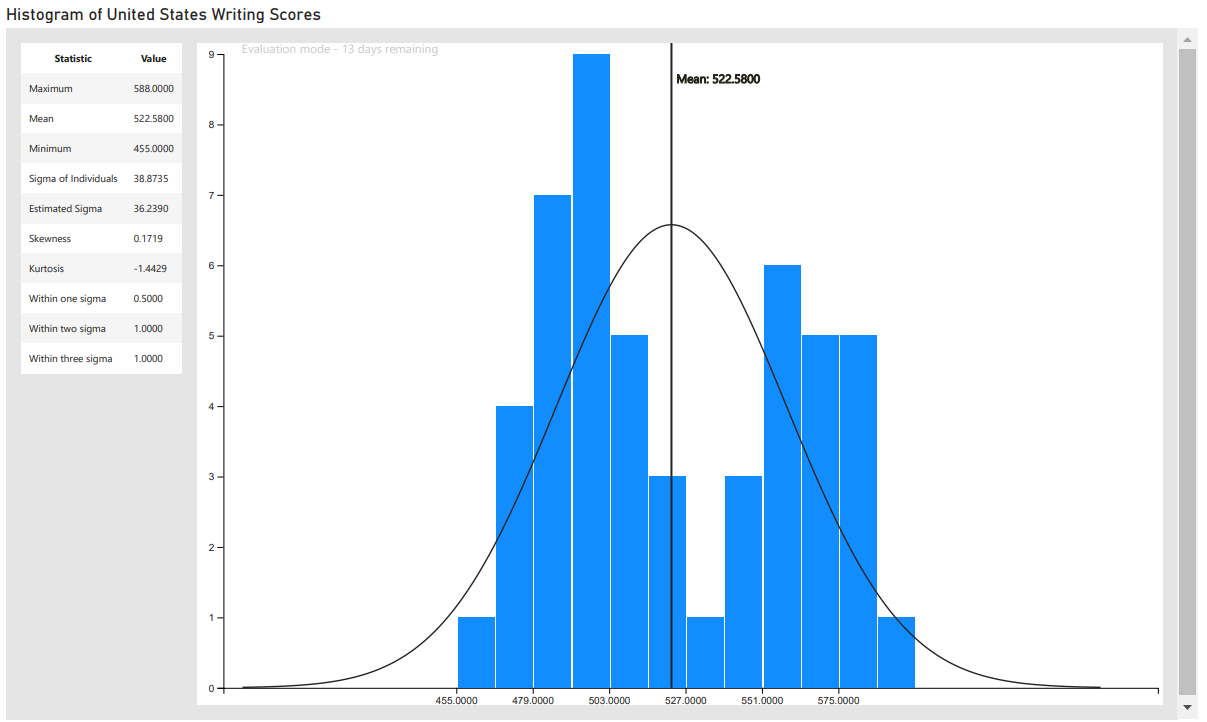 Histogram of United States Writing Scores
Statistic Value
Maximum 588.0000
Mean 522.5800
Minimum 455.0000
Sigma of Individuals 38.8735
Estimated Sigma 36.2390
Skewness 0.1719
Kurtosis -1.4429
Within one sigma 0.5000
Within two sigma 1.0000
Within three sigma 1.0000
Evaluation mode - 13 days remaining
Mean: 522.5800
9
8
7
6
5
4
3
2
1
0
455.0000 479.0000 503.0000 527.0000 551.0000 575.0000